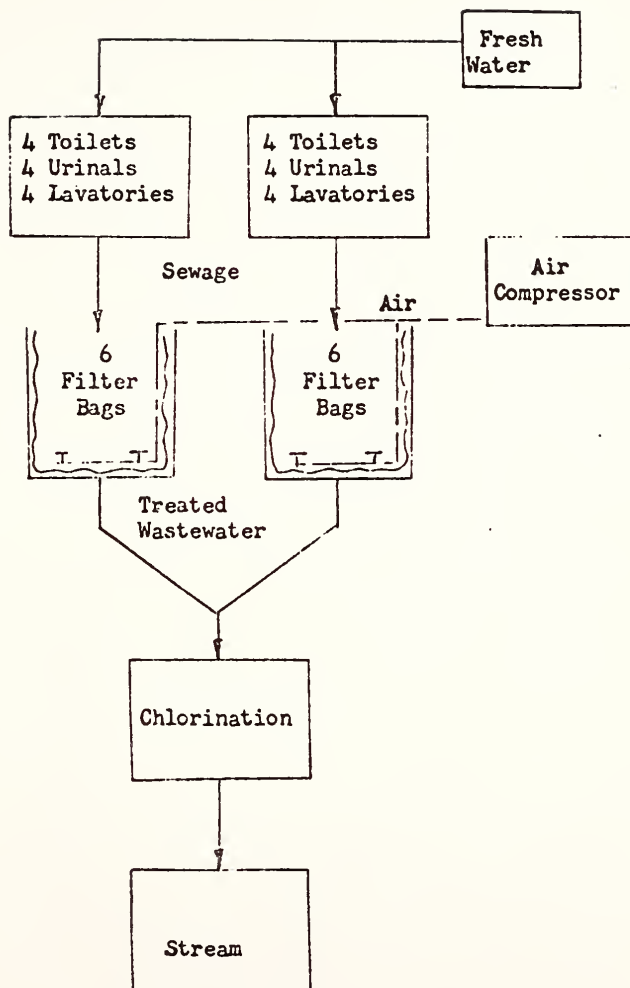 Fresh
Water
4 Toilets
4 Urinals
4 Lavatories
4 Toilets
4 Urinals
4 Lavatories
Sewage
Air
Air
Compressor
6
Filter
Bags
6
Filter
Bags
Treated
Wastewater
Chlorination
Stream